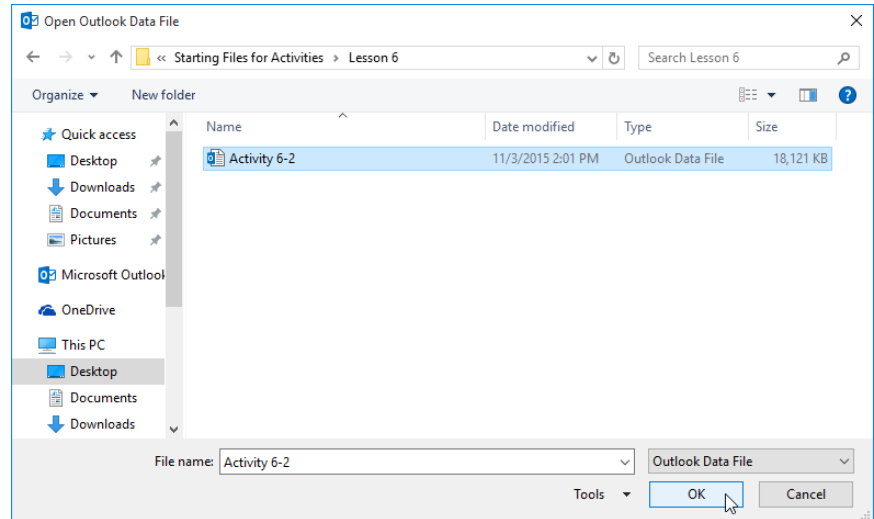 Open Outlook Data File
« Starting Files for Activities › Lesson 6
Search Lesson 6
Organize
New folder
Name
Date modified
Type
Size
Activity 6-2
11/3/2015 2:01 PM
Outlook Data File
18,121 KB
Quick access
Desktop
Downloads
Documents
Pictures
Microsoft Outlook
OneDrive
This PC
Desktop
Documents
Downloads
File name:
Activity 6-2
Outlook Data File
Tools
OK
Cancel